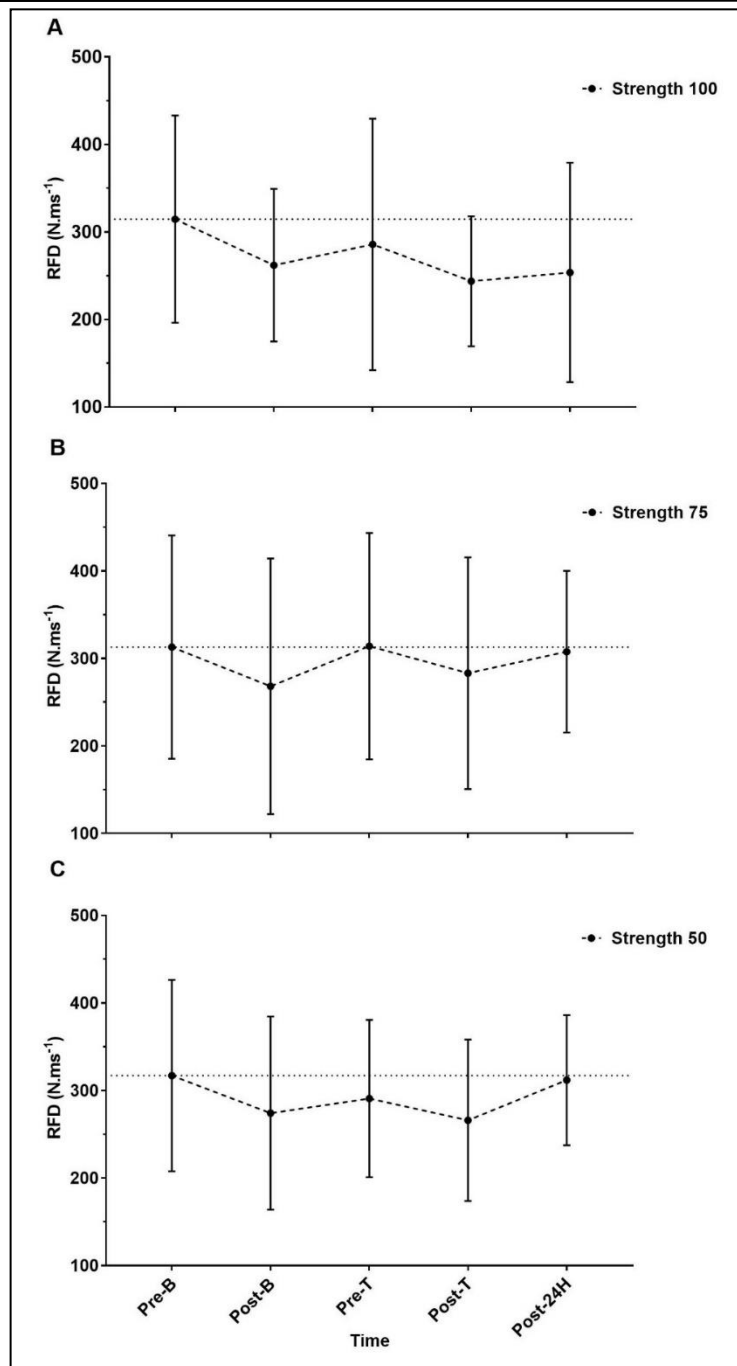 A
500
400
300
200
100
RFD (N.ms⁻¹)
Strength 100
B
500
400
300
200
100
RFD (N.ms⁻¹)
Strength 75
C
500
400
300
200
100
RFD (N.ms⁻¹)
Strength 50
Pre-B
Post-B
Pre-T
Post-T
Post-24H
Time